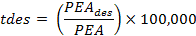 tdes = (PEA_des / PEA) × 100,000